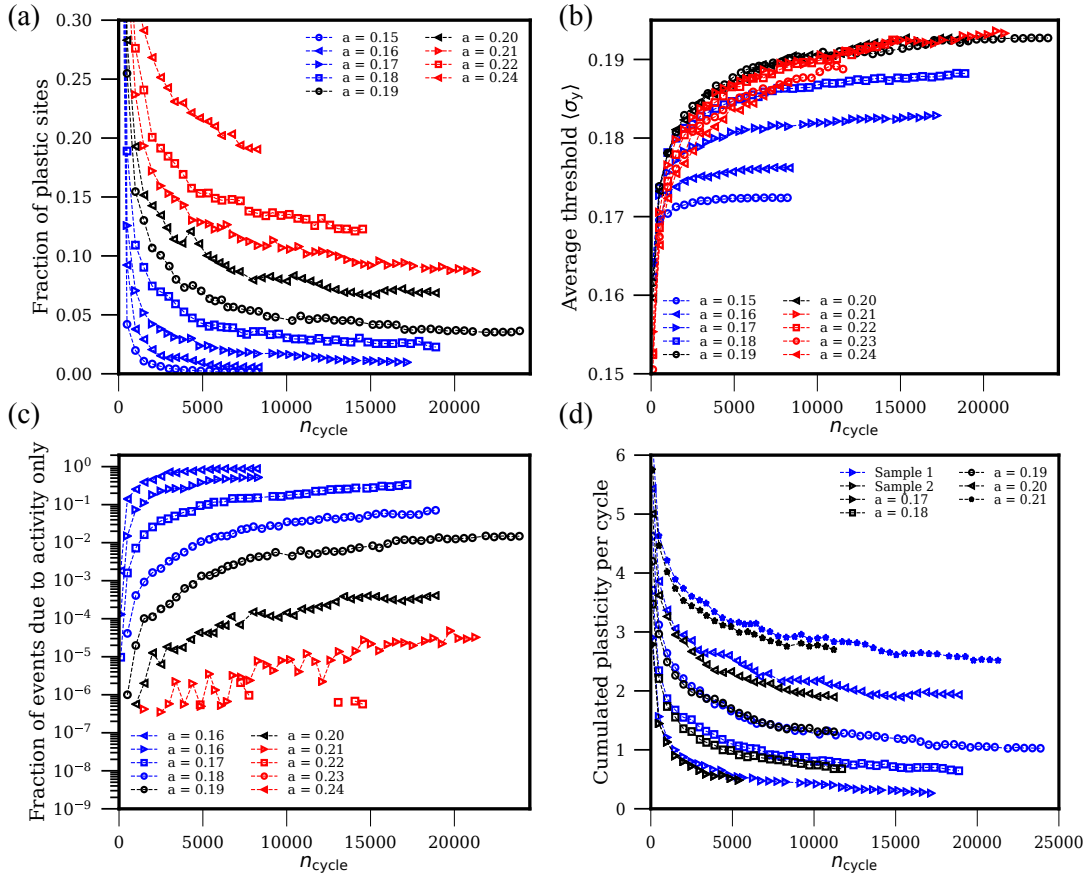 (a)
0.30
0.25
0.20
0.15
0.10
0.05
0.00
Fraction of plastic sites
a = 0.15
a = 0.16
a = 0.17
a = 0.18
a = 0.19
a = 0.20
a = 0.21
a = 0.22
a = 0.24
0 5000 10000 15000 20000
n_cycle
(b)
0.19
0.18
0.17
0.16
0.15
Average threshold ⟨σ_Y⟩
a = 0.15
a = 0.16
a = 0.17
a = 0.18
a = 0.19
a = 0.20
a = 0.21
a = 0.22
a = 0.23
a = 0.24
0 5000 10000 15000 20000
n_cycle
(c)
10⁰
10⁻¹
10⁻²
10⁻³
10⁻⁴
10⁻⁵
10⁻⁶
10⁻⁷
10⁻⁸
10⁻⁹
Fraction of events due to activity only
a = 0.16
a = 0.16
a = 0.17
a = 0.18
a = 0.19
a = 0.20
a = 0.21
a = 0.22
a = 0.23
a = 0.24
0 5000 10000 15000 20000
n_cycle
(d)
6
5
4
3
2
1
0
Cumulated plasticity per cycle
Sample 1
Sample 2
a = 0.17
a = 0.18
a = 0.19
a = 0.20
a = 0.21
0 5000 10000 15000 20000 25000
n_cycle